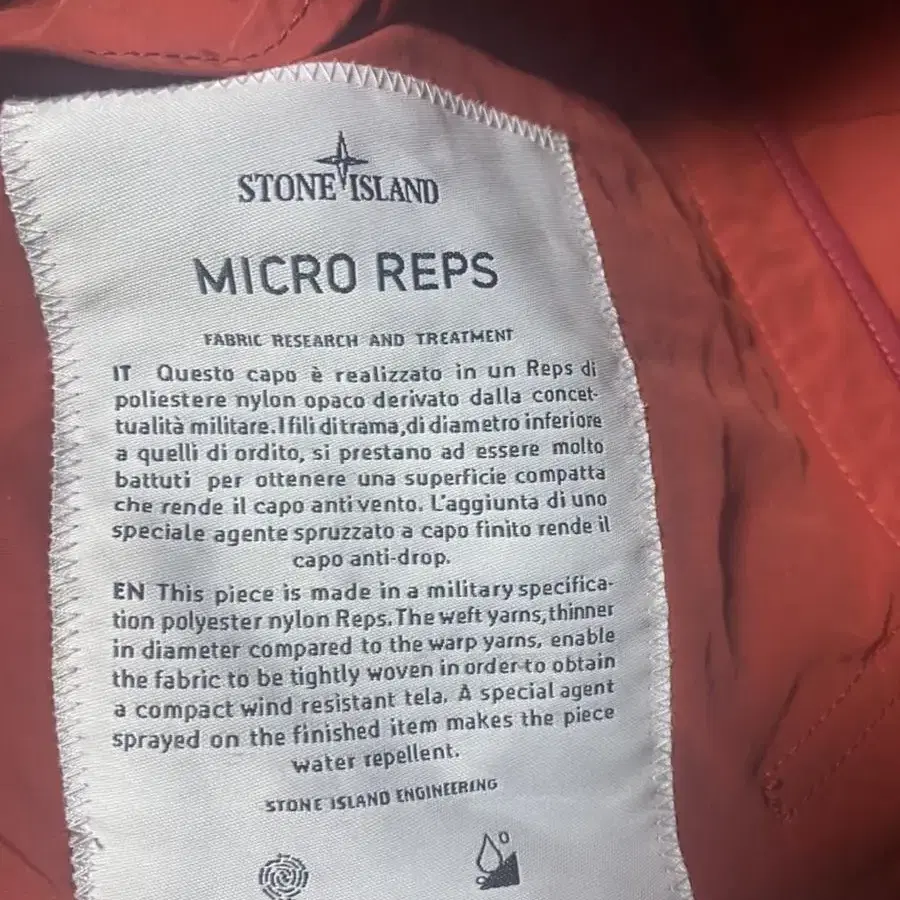 STONE ISLAND
MICRO REPS
FABRIC RESEARCH AND TREATMENT
IT Questo capo è realizzato in un Reps di
poliestere nylon opaco derivato dalla concet-
tualità militare. I fili di trama, di diametro inferiore
a quelli di ordito, si prestano ad essere molto
battuti per ottenere una superficie compatta
che rende il capo anti vento. L'aggiunta di uno
speciale agente spruzzato a capo finito rende il
capo anti-drop.
EN This piece is made in a military specifica-
tion polyester nylon Reps. The weft yarns, thinner
in diameter compared to the warp yarns, enable
the fabric to be tightly woven in order to obtain
a compact wind resistant tela. A special agent
sprayed on the finished item makes the piece
water repellent.
STONE ISLAND ENGINEERING